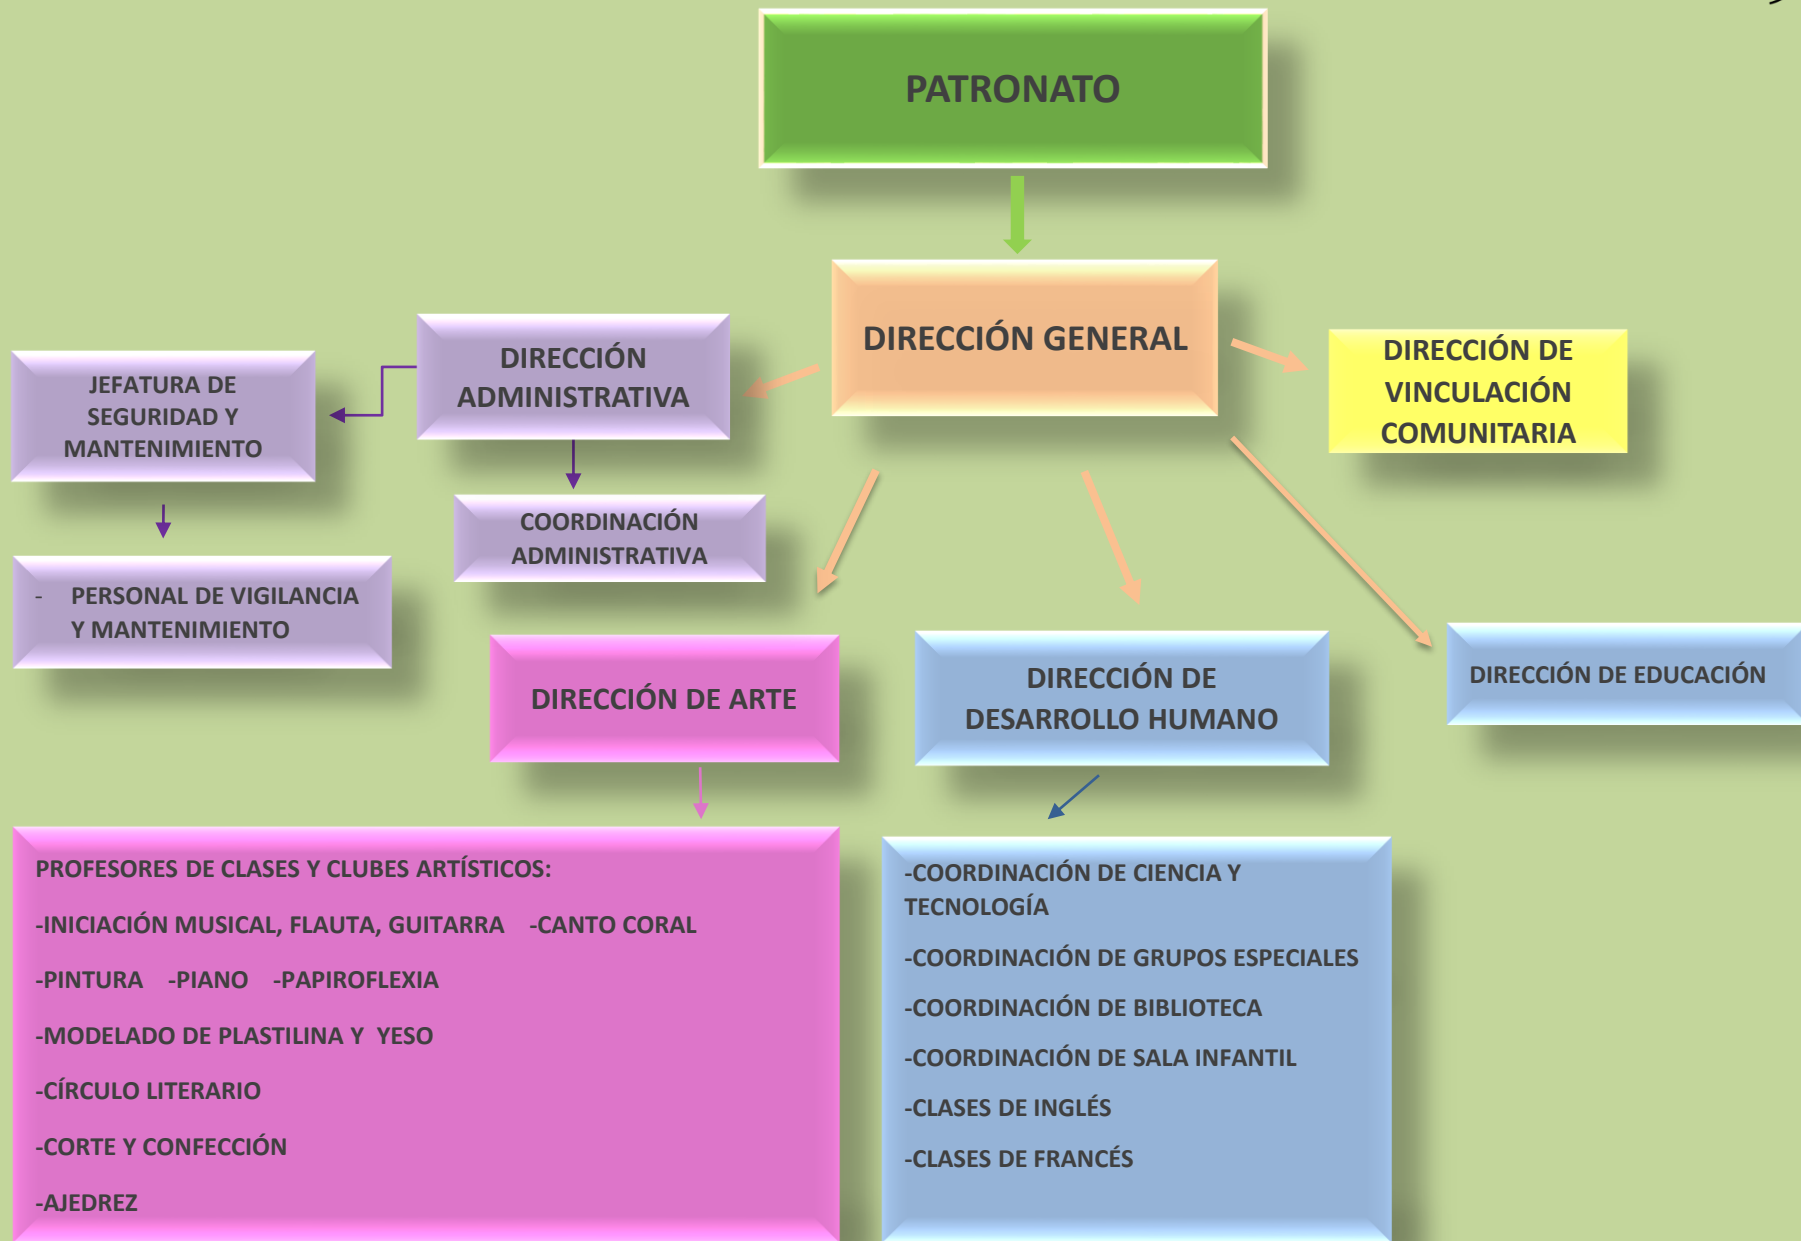 PATRONATO
DIRECCIÓN GENERAL
DIRECCIÓN
ADMINISTRATIVA
JEFATURA DE
SEGURIDAD Y
MANTENIMIENTO
DIRECCIÓN DE
VINCULACIÓN
COMUNITARIA
COORDINACIÓN
ADMINISTRATIVA
- PERSONAL DE VIGILANCIA
Y MANTENIMIENTO
DIRECCIÓN DE ARTE
DIRECCIÓN DE
DESARROLLO HUMANO
DIRECCIÓN DE EDUCACIÓN
PROFESORES DE CLASES Y CLUBES ARTÍSTICOS:
-INICIACIÓN MUSICAL, FLAUTA, GUITARRA -CANTO CORAL
-PINTURA -PIANO -PAPIROFLEXIA
-MODELADO DE PLASTILINA Y YESO
-CÍRCULO LITERARIO
-CORTE Y CONFECCIÓN
-AJEDREZ
-COORDINACIÓN DE CIENCIA Y
TECNOLOGÍA
-COORDINACIÓN DE GRUPOS ESPECIALES
-COORDINACIÓN DE BIBLIOTECA
-COORDINACIÓN DE SALA INFANTIL
-CLASES DE INGLÉS
-CLASES DE FRANCÉS